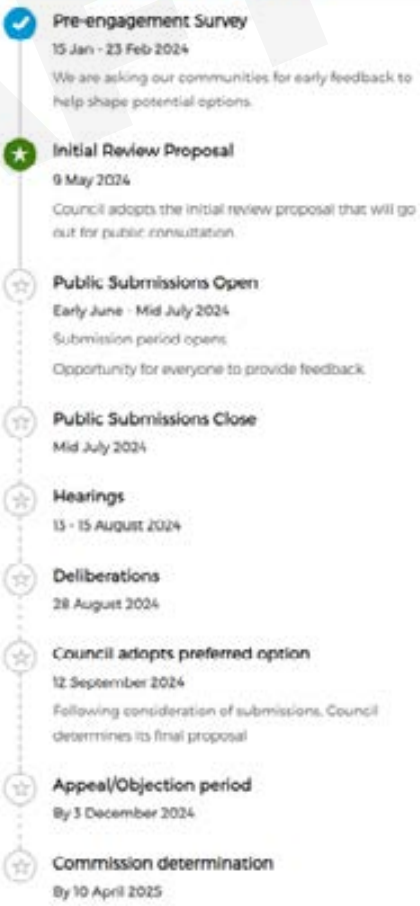 Pre-engagement Survey
15 Jan - 23 Feb 2024
We are asking our communities for early feedback to
help shape potential options.
Initial Review Proposal
9 May 2024
Council adopts the initial review proposal that will go
out for public consultation
Public Submissions Open
Early June - Mid July 2024
Submission period opens
Opportunity for everyone to provide feedback.
Public Submissions Close
Mid July 2024
Hearings
13 - 15 August 2024
Deliberations
28 August 2024
Council adopts preferred option
12 September 2024
Following consideration of submissions, Council
determines its final proposal
Appeal/Objection period
By 3 December 2024
Commission determination
By 10 April 2025